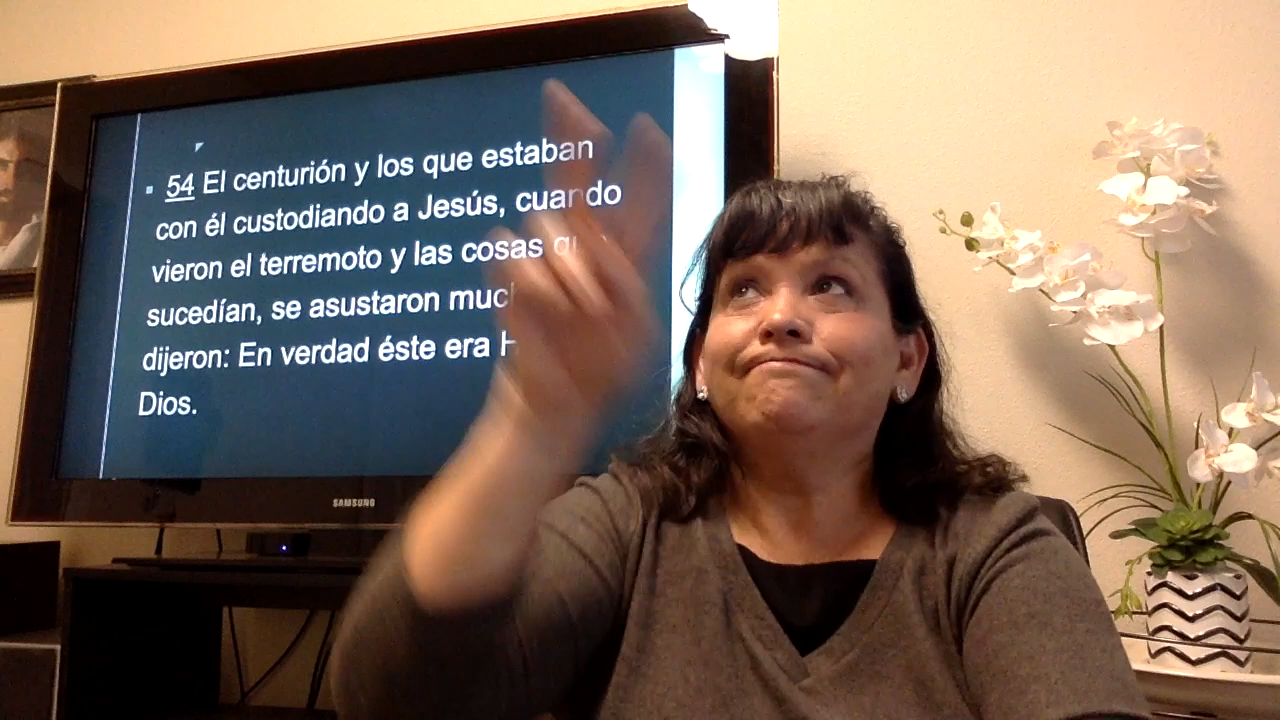 54 El centurión y los que estaban
con él custodiando a Jesús, cuando
vieron el terremoto y las cosas
sucedían, se asustaron
dijeron: En verdad éste era
Dios.
SAMSUNG